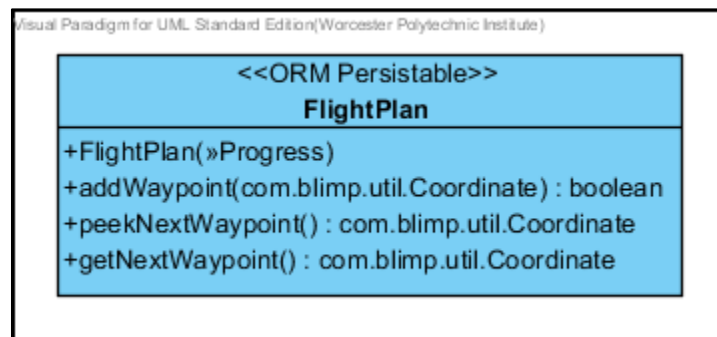 Visual Paradigm for UML Standard Edition(Worcester Polytechnic Institute)
<<ORM Persistable>>
FlightPlan
+FlightPlan(»Progress)
+addWaypoint(com.blimp.util.Coordinate) : boolean
+peekNextWaypoint() : com.blimp.util.Coordinate
+getNextWaypoint() : com.blimp.util.Coordinate